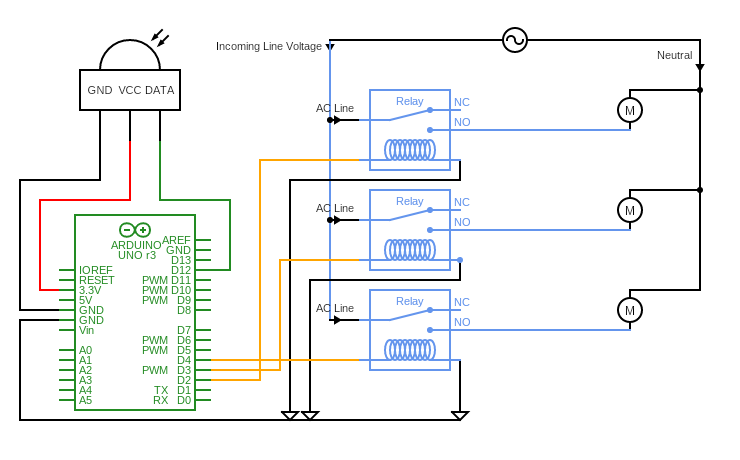 Incoming Line Voltage
Neutral
GND VCC DATA
Relay
NC
AC Line
M
NO
Relay
NC
AC Line
M
NO
ARDUINO
UNO r3
AREF
GND
D13
IOREF D12
RESET PWM D11
3.3V PWM D10
5V PWM D9
GND D8
GND
Vin D7
PWM D6
A0 PWM D5
A1 D4
A2 PWM D3
A3 D2
A4 TX D1
A5 RX D0
Relay
NC
AC Line
M
NO